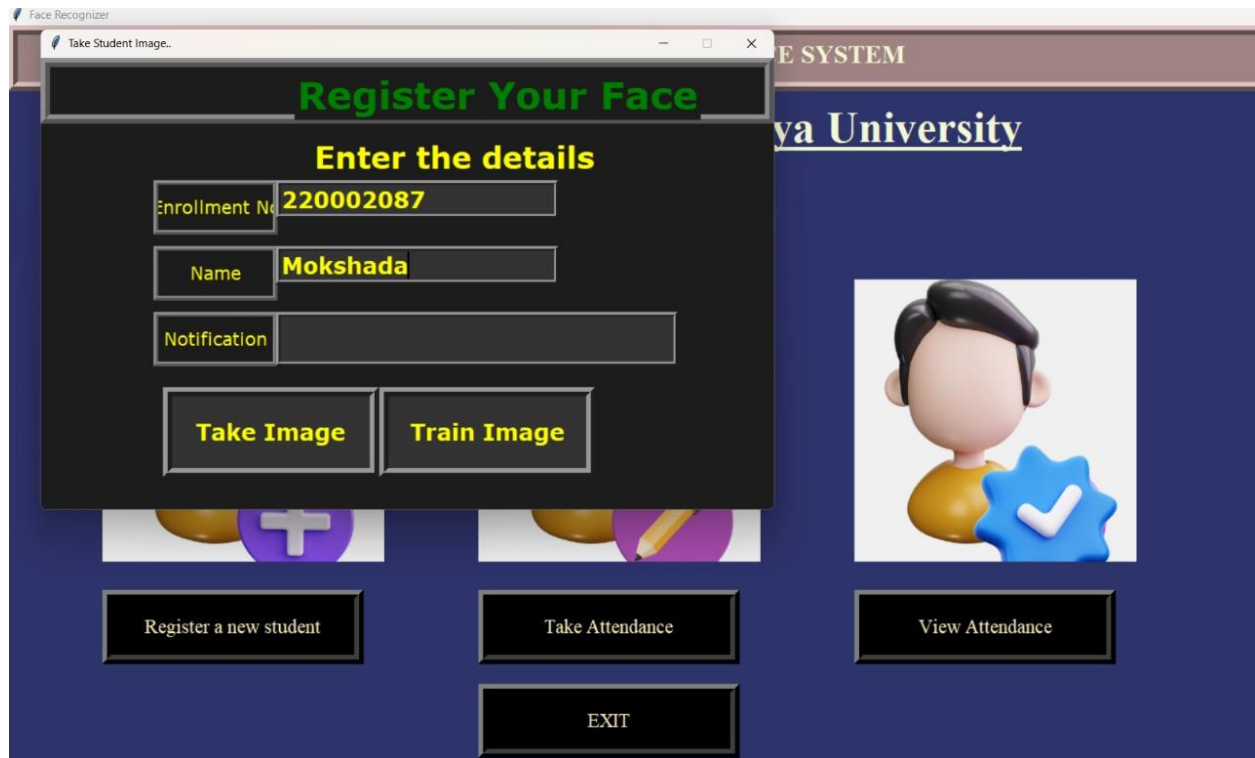 Face Recognizer
Take Student Image..
E SYSTEM
Register Your Face
ya University
Enter the details
Enrollment No
220002087
Name
Mokshada
Notification
Take Image
Train Image
Register a new student
Take Attendance
View Attendance
EXIT